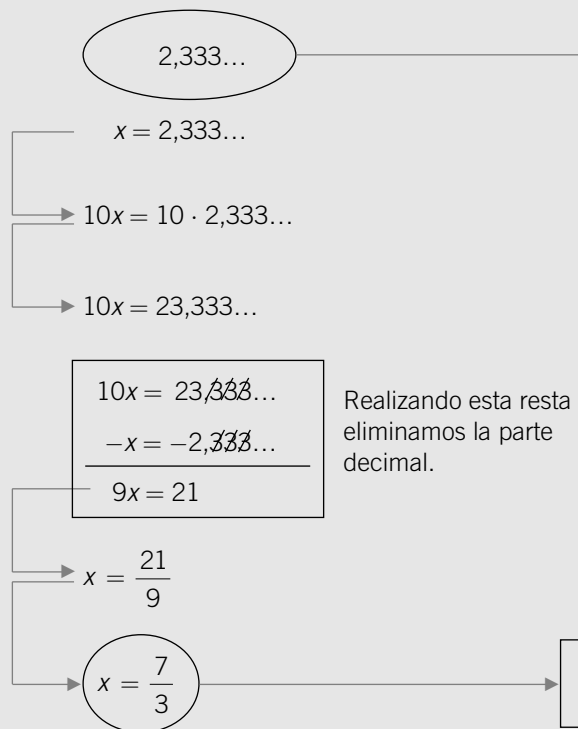 2,333...
x = 2,333...
10x = 10 · 2,333...
10x = 23,333...
10x = 23,333...
−x = −2,333...
9x = 21
Realizando esta resta
eliminamos la parte
decimal.
x = 21/9
x = 7/3